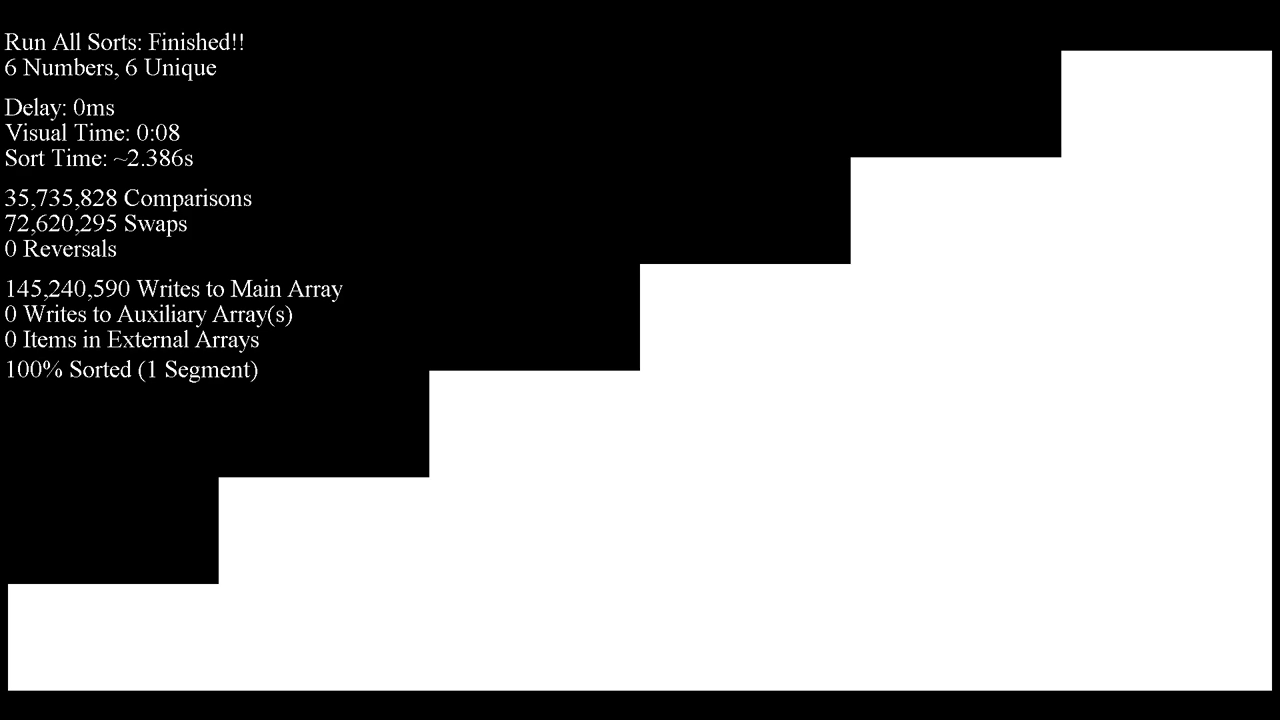 Run All Sorts: Finished!!
6 Numbers, 6 Unique
Delay: 0ms
Visual Time: 0:08
Sort Time: ~2.386s
35,735,828 Comparisons
72,620,295 Swaps
0 Reversals
145,240,590 Writes to Main Array
0 Writes to Auxiliary Array(s)
0 Items in External Arrays
100% Sorted (1 Segment)